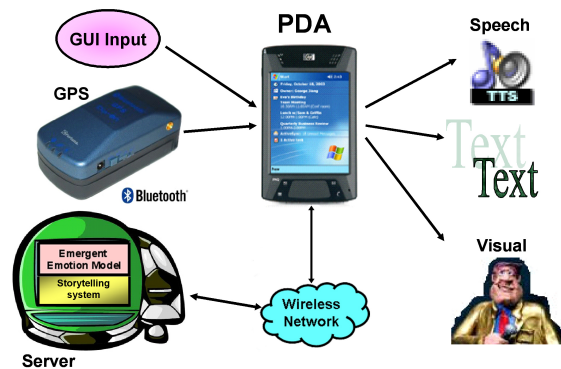 PDA
GUI Input
Speech
TTS
GPS
Bluetooth®
Text
Text
Visual
Emergent
Emotion Model
Storytelling
system
Wireless
Network
Server